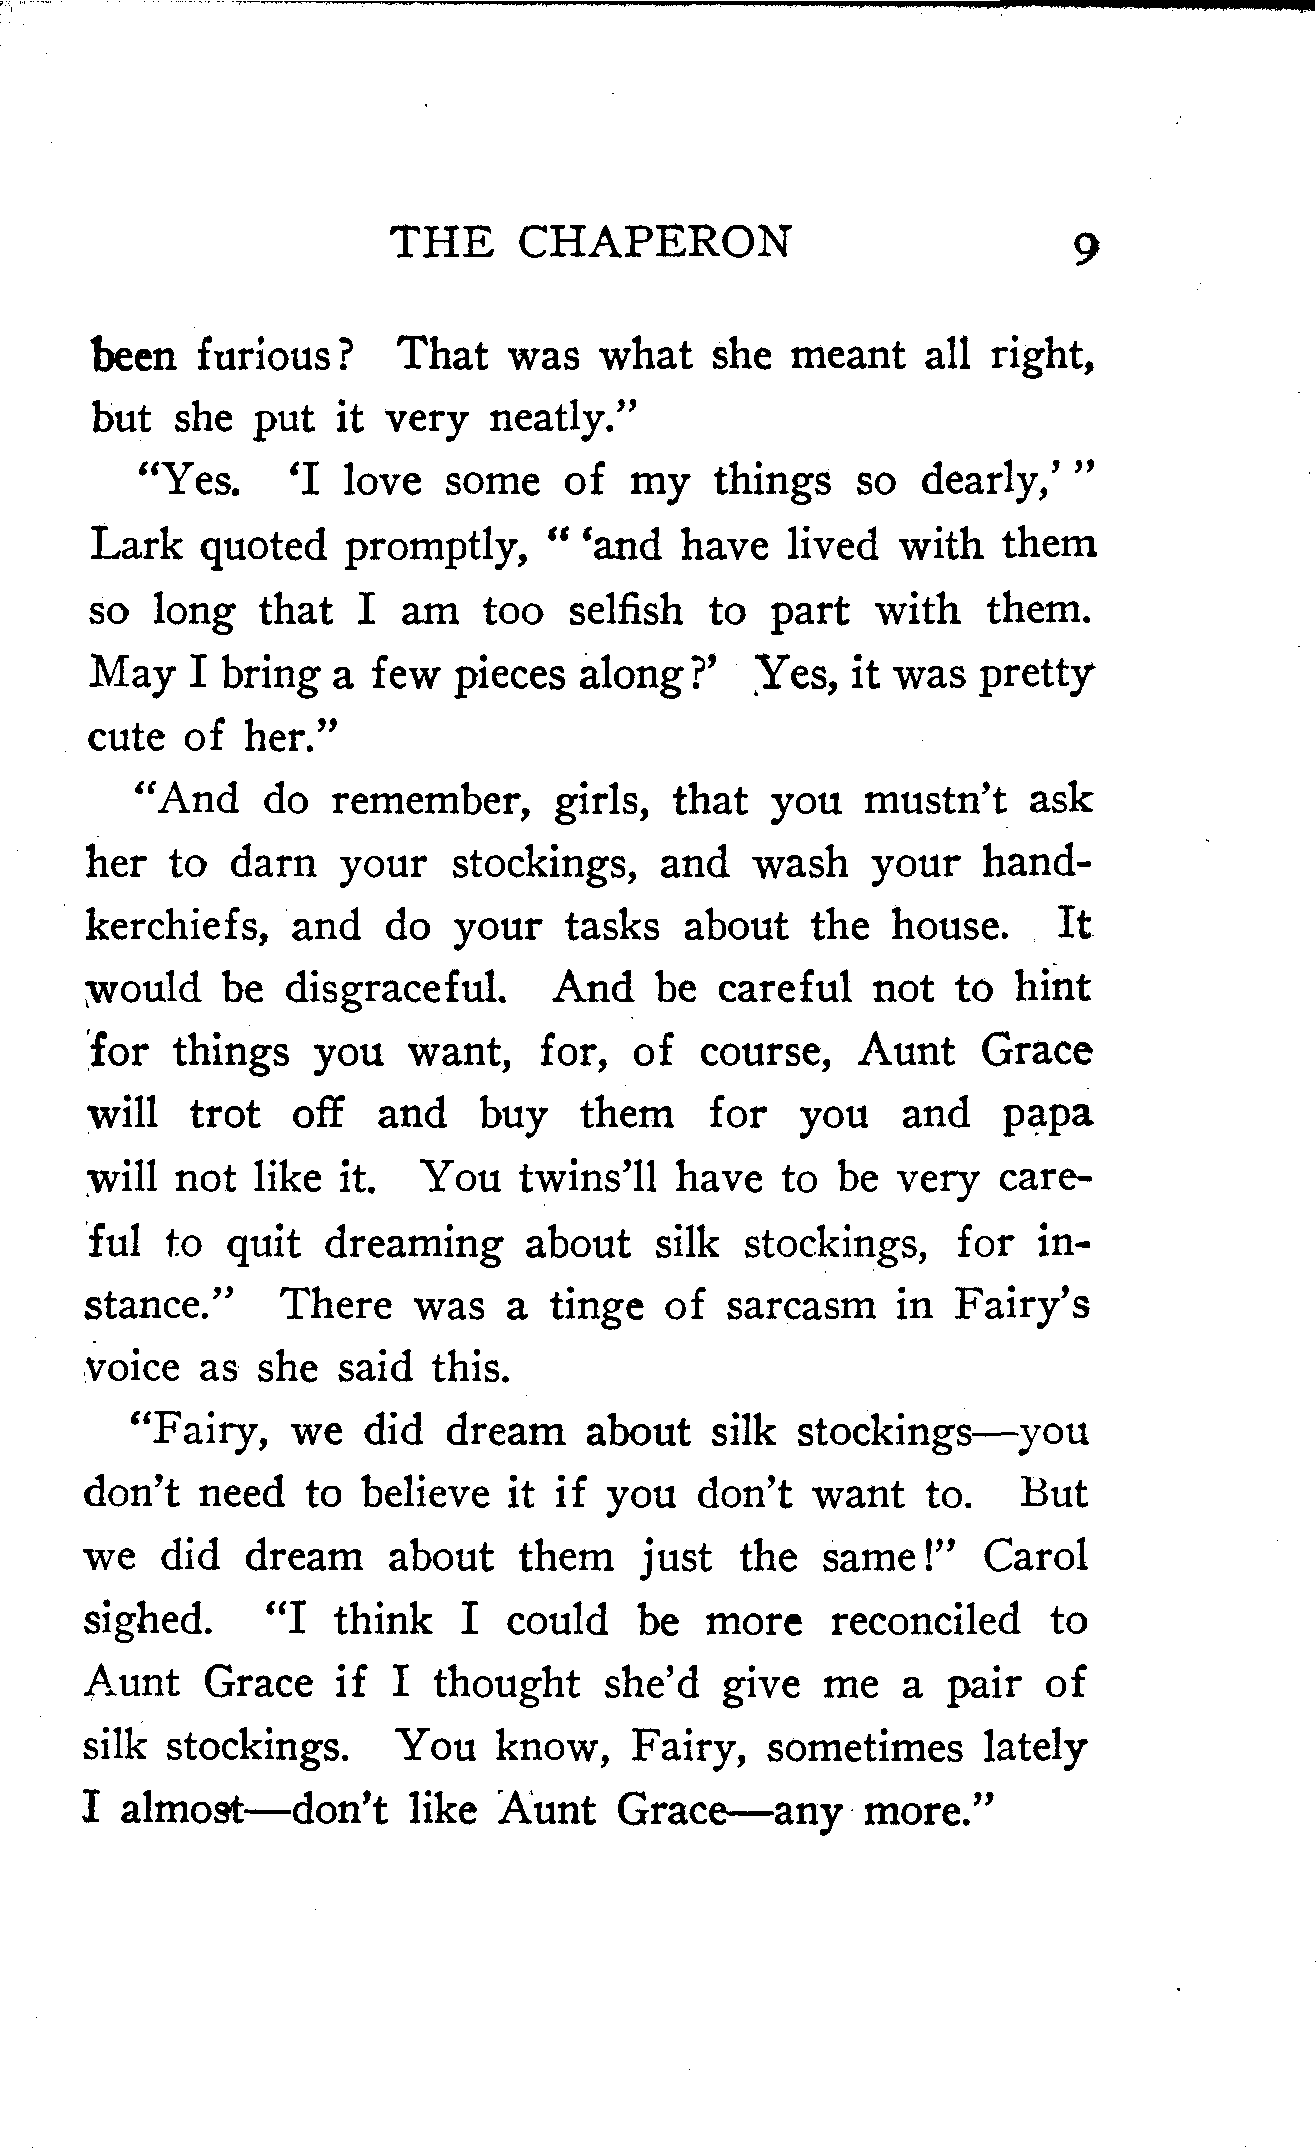 THE CHAPERON 9
been furious? That was what she meant all right,
but she put it very neatly."
"Yes. 'I love some of my things so dearly,' "
Lark quoted promptly, " 'and have lived with them
so long that I am too selfish to part with them.
May I bring a few pieces along?' Yes, it was pretty
cute of her."
"And do remember, girls, that you mustn't ask
her to darn your stockings, and wash your hand-
kerchiefs, and do your tasks about the house. It
would be disgraceful. And be careful not to hint
for things you want, for, of course, Aunt Grace
will trot off and buy them for you and papa
will not like it. You twins'll have to be very care-
ful to quit dreaming about silk stockings, for in-
stance." There was a tinge of sarcasm in Fairy's
voice as she said this.
"Fairy, we did dream about silk stockings—you
don't need to believe it if you don't want to. But
we did dream about them just the same!" Carol
sighed. "I think I could be more reconciled to
Aunt Grace if I thought she'd give me a pair of
silk stockings. You know, Fairy, sometimes lately
I almost—don't like Aunt Grace—any more."